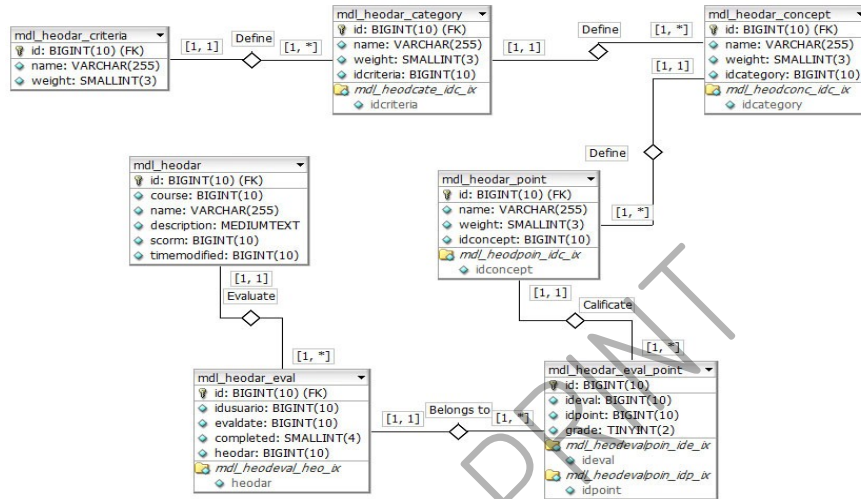 mdl_heodar_criteria
id: BIGINT(10) (FK)
name: VARCHAR(255)
weight: SMALLINT(3)
[1, 1]
Define
[1, *]
mdl_heodar_category
id: BIGINT(10) (FK)
name: VARCHAR(255)
weight: SMALLINT(3)
idcriteria: BIGINT(10)
mdl_heodcate_idc_ix
idcriteria
[1, 1]
Define
[1, *]
mdl_heodar_concept
id: BIGINT(10) (FK)
name: VARCHAR(255)
weight: SMALLINT(3)
idcategory: BIGINT(10)
mdl_heodconc_idc_ix
idcategory
[1, 1]
Define
[1, *]
mdl_heodar
id: BIGINT(10) (FK)
course: BIGINT(10)
name: VARCHAR(255)
description: MEDIUMTEXT
scorm: BIGINT(10)
timemodified: BIGINT(10)
mdl_heodar_point
id: BIGINT(10) (FK)
name: VARCHAR(255)
weight: SMALLINT(3)
idconcept: BIGINT(10)
mdl_heodpoin_idc_ix
idconcept
[1, 1]
Evaluate
[1, *]
[1, 1]
Calificate
[1, *]
mdl_heodar_eval
id: BIGINT(10) (FK)
idusuario: BIGINT(10)
evaldate: BIGINT(10)
completed: SMALLINT(4)
heodar: BIGINT(10)
mdl_heodeval_heo_ix
heodar
[1, 1]
Belongs to
[1, *]
mdl_heodar_eval_point
id: BIGINT(10)
ideval: BIGINT(10)
idpoint: BIGINT(10)
grade: TINYINT(2)
mdl_heodevalpoin_ide_ix
ideval
mdl_heodevalpoin_idp_ix
idpoint
PRINT